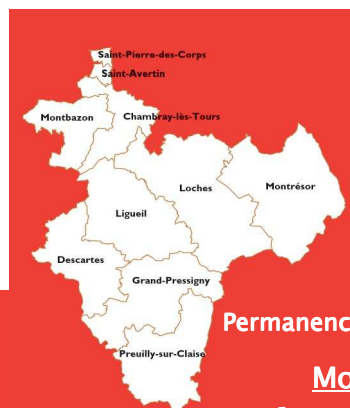 Saint-Pierre-des-Corps
Saint-Avertin
Montbazon
Chambray-lès-Tours
Loches
Montrésor
Ligueil
Descartes
Grand-Pressigny
Permanenc
Preuilly-sur-Claise
Mo